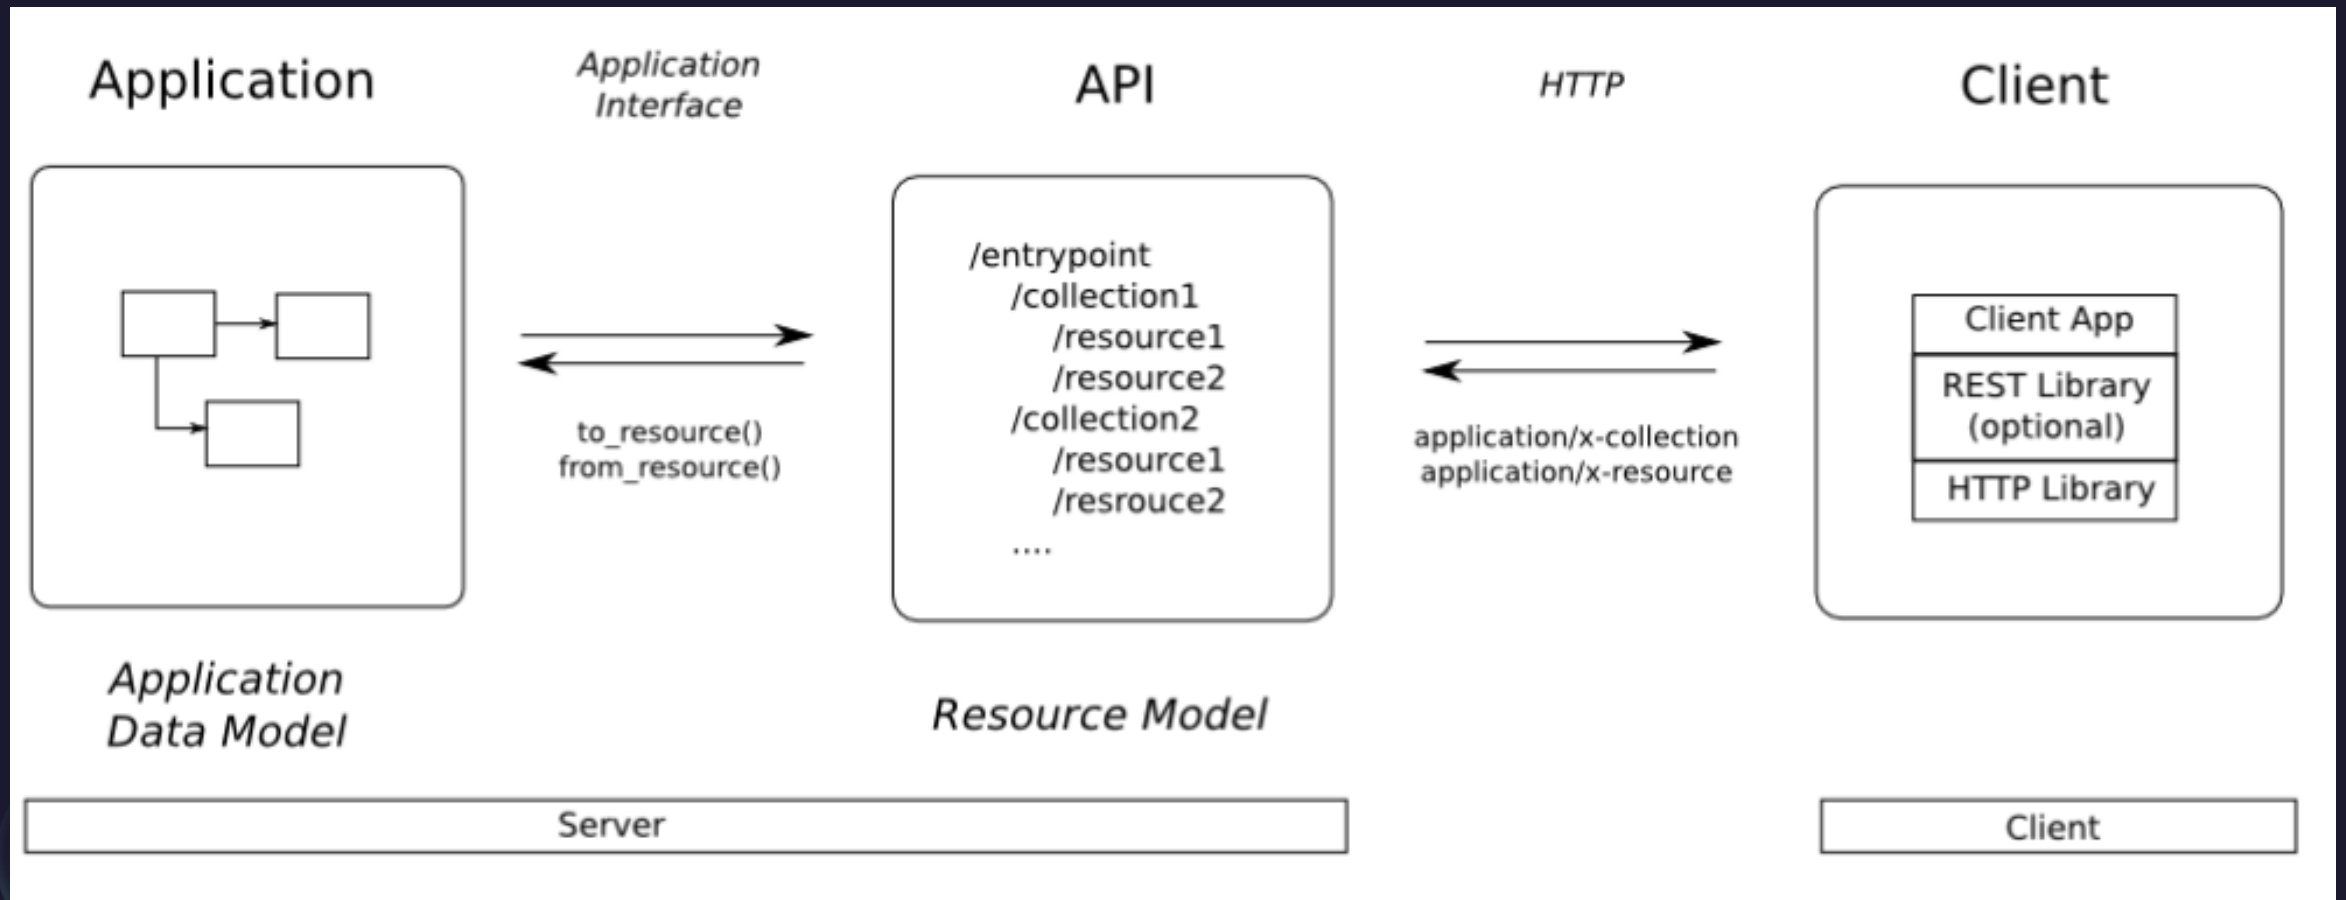 Application
Application
Interface
API
HTTP
Client
/entrypoint
/collection1
/resource1
/resource2
/collection2
/resource1
/resrouce2
....
to_resource()
from_resource()
application/x-collection
application/x-resource
Client App
REST Library
(optional)
HTTP Library
Application
Data Model
Resource Model
Server
Client